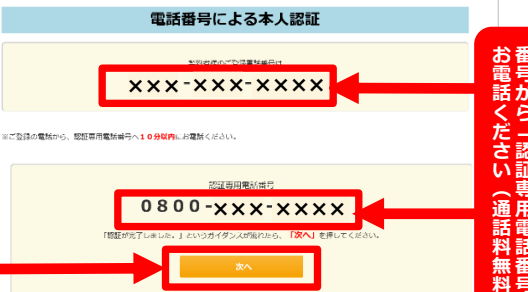 電話番号による本人認証
契約者様のご登録電話番号は
×××-×××-××××
※ご登録の電話から、認証専用電話番号へ10分以内にお電話ください。
認証専用電話番号
0800-×××-××××
「認証が完了しました。」というガイダンスが流れたら、「次へ」を押してください。
次へ
番号から「認証専用電話番号
お電話ください(通話料無料